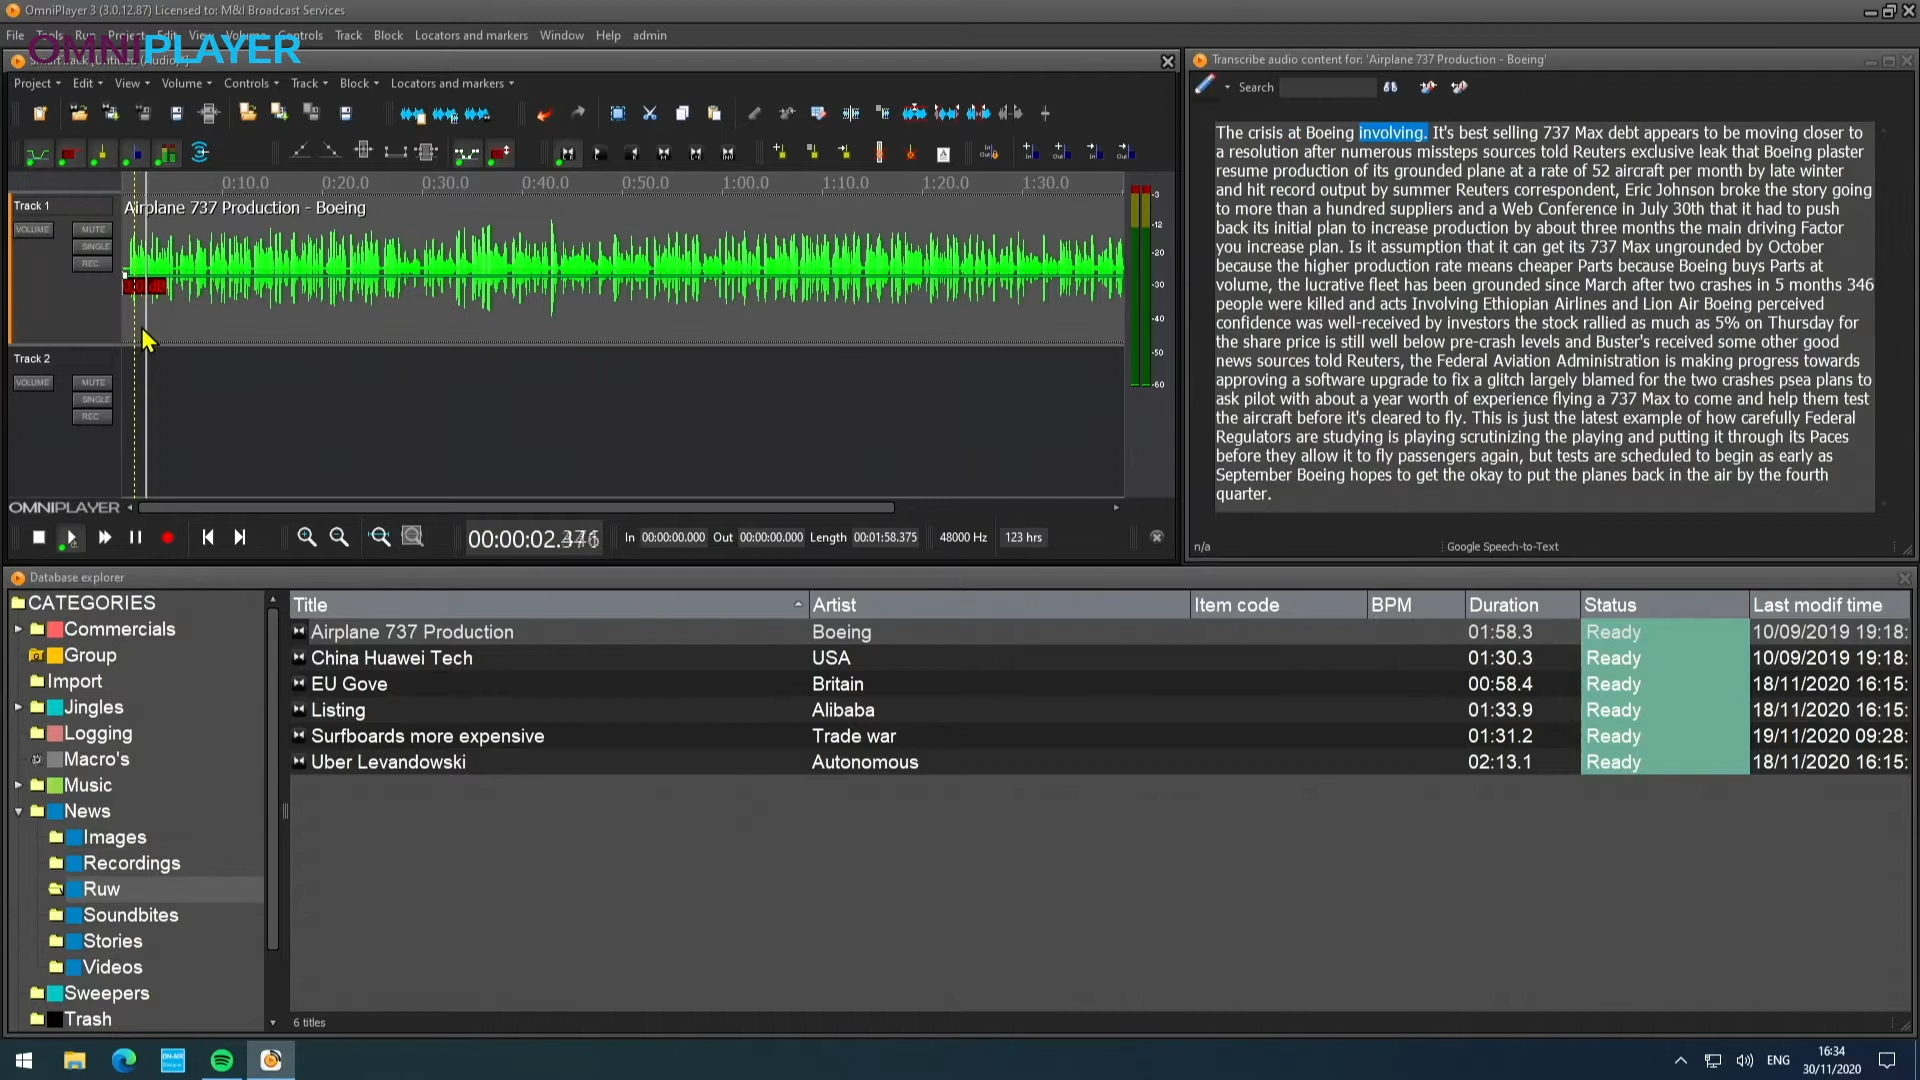 OmniPlayer 3 (3.0.12.87) Licensed to: M&I Broadcast Services
File Tools Run Project Edit View Volume Controls Track Block Locators and markers Window Help admin
OMNIPLAYER
Transcribe audio content for: 'Airplane 737 Production - Boeing'
Project Edit View Volume Controls Track Block Locators and markers
Search
0:10.0 0:20.0 0:30.0 0:40.0 0:50.0 1:00.0 1:10.0 1:20.0 1:30.0
Track 1
Airplane 737 Production - Boeing
VOLUME MUTE
SINGLE
REC
0.0 dB
-3
-12
-20
-30
-40
-50
-60
Track 2
VOLUME MUTE
SINGLE
REC
The crisis at Boeing involving. It's best selling 737 Max debt appears to be moving closer to
a resolution after numerous missteps sources told Reuters exclusive leak that Boeing plaster
resume production of its grounded plane at a rate of 52 aircraft per month by late winter
and hit record output by summer Reuters correspondent, Eric Johnson broke the story going
to more than a hundred suppliers and a Web Conference in July 30th that it had to push
back its initial plan to increase production by about three months the main driving Factor
you increase plan. Is it assumption that it can get its 737 Max ungrounded by October
because the higher production rate means cheaper Parts because Boeing buys Parts at
volume, the lucrative fleet has been grounded since March after two crashes in 5 months 346
people were killed and acts Involving Ethiopian Airlines and Lion Air Boeing perceived
confidence was well-received by investors the stock rallied as much as 5% on Thursday for
the share price is still well below pre-crash levels and Buster's received some other good
news sources told Reuters, the Federal Aviation Administration is making progress towards
approving a software upgrade to fix a glitch largely blamed for the two crashes psea plans to
ask pilot with about a year worth of experience flying a 737 Max to come and help them test
the aircraft before it's cleared to fly. This is just the latest example of how carefully Federal
Regulators are studying is playing scrutinizing the playing and putting it through its Paces
before they allow it to fly passengers again, but tests are scheduled to begin as early as
September Boeing hopes to get the okay to put the planes back in the air by the fourth
quarter.
OMNIPLAYER
00:00:02. In 00:00:00.000 Out 00:00:00.000 Length 00:01:58.375 48000 Hz 123 hrs
n/a Google Speech-to-Text
Database explorer
CATEGORIES
Commercials
Group
Import
Jingles
Logging
Macro's
Music
News
Images
Recordings
Ruw
Soundbites
Stories
Videos
Sweepers
Trash
Title Artist Item code BPM Duration Status Last modif time
Airplane 737 Production Boeing 01:58.3 Ready 10/09/2019 19:18:
China Huawei Tech USA 01:30.3 Ready 10/09/2019 19:18:
EU Gove Britain 00:58.4 Ready 18/11/2020 16:15:
Listing Alibaba 01:33.9 Ready 18/11/2020 16:15:
Surfboards more expensive Trade war 01:31.2 Ready 19/11/2020 09:28:
Uber Levandowski Autonomous 02:13.1 Ready 18/11/2020 16:15:
6 titles
ON-AIR
ENG
16:34
30/11/2020